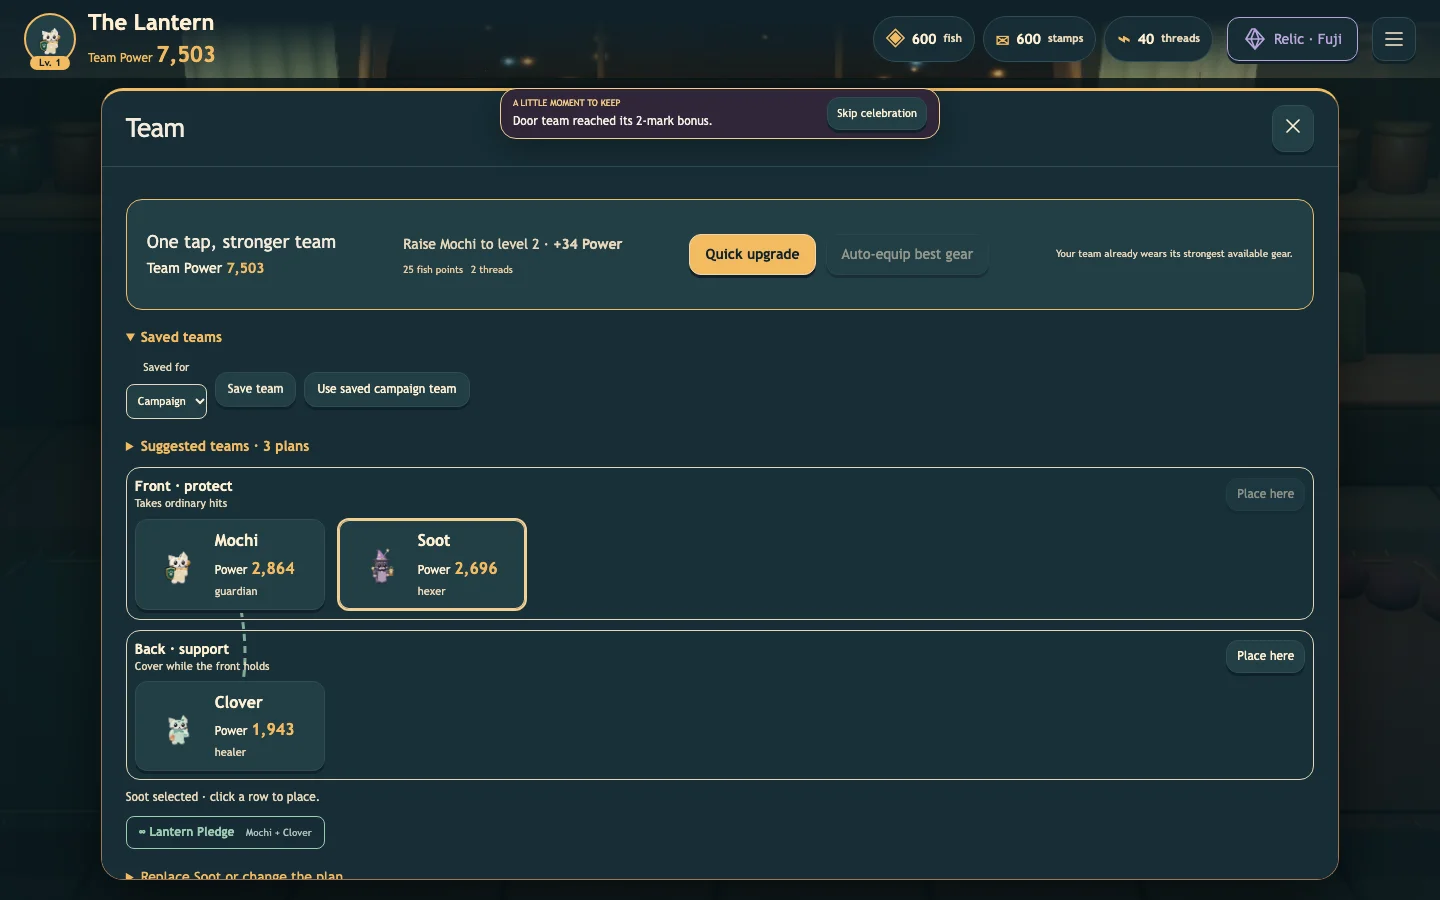 The Lantern
Team Power 7,503
Lv. 1
600 fish
600 stamps
40 threads
Relic · Fuji
A LITTLE MOMENT TO KEEP
Door team reached its 2-mark bonus.
Skip celebration
Team
One tap, stronger team
Team Power 7,503
Raise Mochi to level 2 · +34 Power
25 fish points 2 threads
Quick upgrade
Auto-equip best gear
Your team already wears its strongest available gear.
Saved teams
Saved for
Campaign
Save team
Use saved campaign team
Suggested teams · 3 plans
Front · protect
Takes ordinary hits
Place here
Mochi
Power 2,864
guardian
Soot
Power 2,696
hexer
Back · support
Cover while the front holds
Place here
Clover
Power 1,943
healer
Soot selected · click a row to place.
Lantern Pledge Mochi + Clover
Replace Soot or change the plan